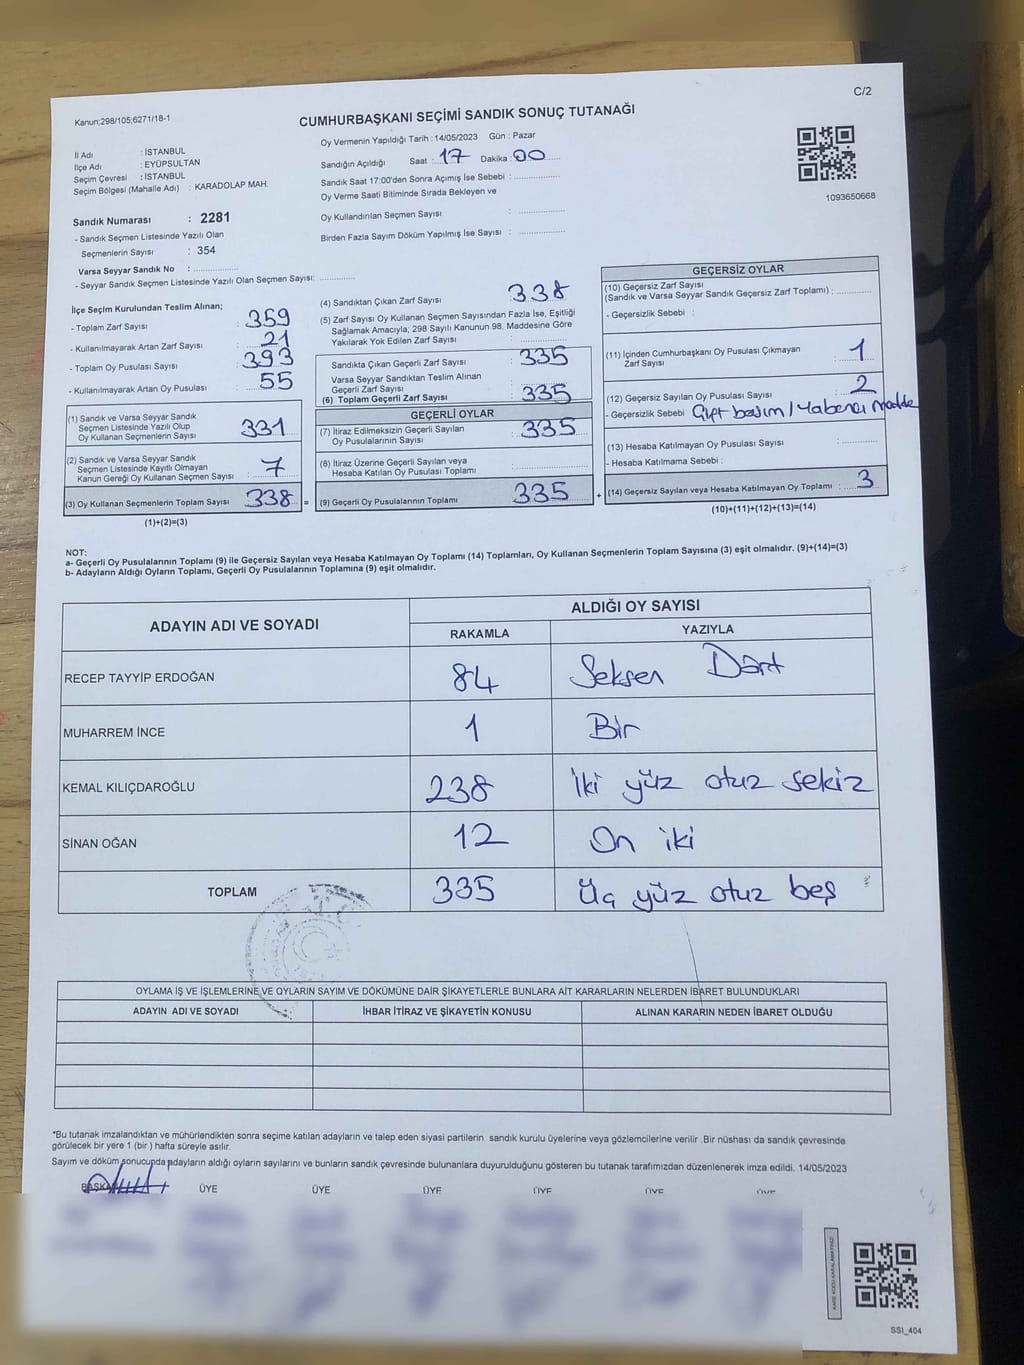 C/2
Kanun;298/105;6271/18-1
CUMHURBAŞKANI SEÇİMİ SANDIK SONUÇ TUTANAĞI
İl Adı : İSTANBUL
İlçe Adı : EYÜPSULTAN
Seçim Çevresi : İSTANBUL
Seçim Bölgesi (Mahalle Adı) : KARADOLAP MAH.
Sandık Numarası : 2281
- Sandık Seçmen Listesinde Yazılı Olan
Seçmenlerin Sayısı : 354
Varsa Seyyar Sandık No : ..............
- Seyyar Sandık Seçmen Listesinde Yazılı Olan Seçmen Sayısı: ............
Oy Vermenin Yapıldığı Tarih : 14/05/2023 Gün : Pazar
Sandığın Açıldığı Saat : 17 Dakika : 00
Sandık Saat 17:00'den Sonra Açımış İse Sebebi : ..............
Oy Verme Saati Bitiminde Sırada Bekleyen ve
Oy Kullandırılan Seçmen Sayısı : ..............
Birden Fazla Sayım Döküm Yapılmış İse Sayısı : ..............
1093650668
İlçe Seçim Kurulundan Teslim Alınan;
- Toplam Zarf Sayısı : 359
- Kullanılmayarak Artan Zarf Sayısı : 21
- Toplam Oy Pusulası Sayısı : 393
- Kullanılmayarak Artan Oy Pusulası : 55
(1) Sandık ve Varsa Seyyar Sandık
Seçmen Listesinde Yazılı Olup
Oy Kullanan Seçmenlerin Sayısı : 331
(2) Sandık ve Varsa Seyyar Sandık
Seçmen Listesinde Kayıtlı Olmayan
Kanun Gereği Oy Kullanan Seçmen Sayısı : 7
(3) Oy Kullanan Seçmenlerin Toplam Sayısı : 338 =
(1)+(2)=(3)
(4) Sandıktan Çıkan Zarf Sayısı : 338
(5) Zarf Sayısı Oy Kullanan Seçmen Sayısından Fazla İse, Eşitliği
Sağlamak Amacıyla; 298 Sayılı Kanunun 98. Maddesine Göre
Yakılarak Yok Edilen Zarf Sayısı : ..............
Sandıkta Çıkan Geçerli Zarf Sayısı : 335
Varsa Seyyar Sandıktan Teslim Alınan
Geçerli Zarf Sayısı : ..............
(6) Toplam Geçerli Zarf Sayısı : 335
GEÇERLİ OYLAR
(7) İtiraz Edilmeksizin Geçerli Sayılan
Oy Pusulalarının Sayısı : 335
(8) İtiraz Üzerine Geçerli Sayılan veya
Hesaba Katılan Oy Pusulası Toplamı : ..............
(9) Geçerli Oy Pusulalarının Toplamı : 335 +
GEÇERSİZ OYLAR
(10) Geçersiz Zarf Sayısı
(Sandık ve Varsa Seyyar Sandık Geçersiz Zarf Toplamı) : ............
- Geçersizlik Sebebi :
(11) İçinden Cumhurbaşkanı Oy Pusulası Çıkmayan
Zarf Sayısı : 1
(12) Geçersiz Sayılan Oy Pusulası Sayısı : 2
- Geçersizlik Sebebi : Çift basım / Yabancı madde
(13) Hesaba Katılmayan Oy Pusulası Sayısı : ............
- Hesaba Katılmama Sebebi :
(14) Geçersiz Sayılan veya Hesaba Katılmayan Oy Toplamı : 3
(10)+(11)+(12)+(13)=(14)
NOT:
a- Geçerli Oy Pusulalarının Toplamı (9) ile Geçersiz Sayılan veya Hesaba Katılmayan Oy Toplamı (14) Toplamları, Oy Kullanan Seçmenlerin Toplam Sayısına (3) eşit olmalıdır. (9)+(14)=(3)
b- Adayların Aldığı Oyların Toplamı, Geçerli Oy Pusulalarının Toplamına (9) eşit olmalıdır.
ADAYIN ADI VE SOYADI
ALDIĞI OY SAYISI
RAKAMLA YAZIYLA
RECEP TAYYİP ERDOĞAN 84 Seksen Dört
MUHARREM İNCE 1 Bir
KEMAL KILIÇDAROĞLU 238 iki yüz otuz sekiz
SİNAN OĞAN 12 On iki
TOPLAM 335 Üç yüz otuz beş
OYLAMA İŞ VE İŞLEMLERİNE VE OYLARIN SAYIM VE DÖKÜMÜNE DAİR ŞİKAYETLERLE BUNLARA AİT KARARLARIN NELERDEN İBARET BULUNDUKLARI
ADAYIN ADI VE SOYADI İHBAR İTİRAZ VE ŞİKAYETİN KONUSU ALINAN KARARIN NEDEN İBARET OLDUĞU
*Bu tutanak imzalandıktan ve mühürlendikten sonra seçime katılan adayların ve talep eden siyasi partilerin sandık kurulu üyelerine veya gözlemcilerine verilir .Bir nüshası da sandık çevresinde
görülecek bir yere 1 (bir ) hafta süreyle asılır.
Sayım ve döküm sonucunda adayların aldığı oyların sayılarını ve bunların sandık çevresinde bulunanlara duyurulduğunu gösteren bu tutanak tarafımızdan düzenlenerek imza edildi. 14/05/2023
BAŞKAN ÜYE ÜYE ÜYE ÜYE ÜYE ÜYE
KARE KODU KARALAMAYINIZ!
SSI_404